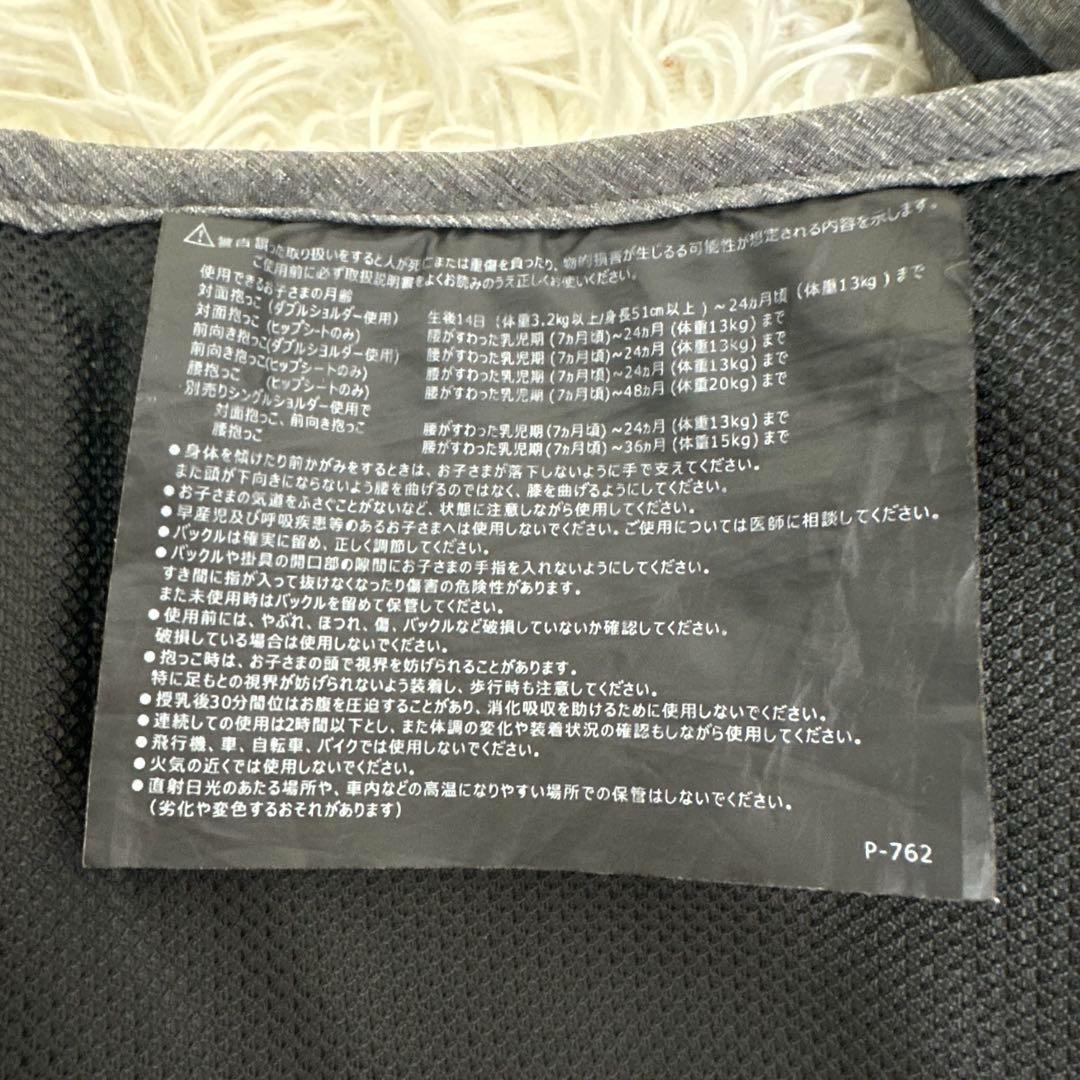 ⚠警告 誤った取り扱いをすると人が死亡または重傷を負ったり、物的損害が生じるる可能性が想定される内容を示します。
ご使用前に必ず取扱説明書をよくお読みのうえ正しくお使いください。
使用できるお子さまの月齢
対面抱っこ (ダブルショルダー使用) 生後14日 (体重3.2kg以上/身長51cm以上) ~24ヵ月頃 (体重13kg) まで
対面抱っこ (ヒップシートのみ) 腰がすわった乳児期 (7ヵ月頃)~24ヵ月 (体重13kg) まで
前向き抱っこ(ダブルショルダー使用) 腰がすわった乳児期 (7ヵ月頃)~24ヵ月 (体重13kg) まで
前向き抱っこ(ヒップシートのみ) 腰がすわった乳児期 (7ヵ月頃)~24ヵ月 (体重13kg) まで
腰抱っこ (ヒップシートのみ) 腰がすわった乳児期 (7ヵ月頃)~48ヵ月 (体重20kg) まで
別売りシングルショルダー使用で
対面抱っこ、前向き抱っこ 腰がすわった乳児期 (7ヵ月頃)~24ヵ月 (体重13kg) まで
腰抱っこ 腰がすわった乳児期 (7ヵ月頃)~36ヵ月 (体重15kg) まで
●身体を傾けたり前かがみをするときは、お子さまが落下しないように手で支えてください。
また頭が下向きにならないよう腰を曲げるのではなく、膝を曲げるようにしてください。
●お子さまの気道をふさぐことがないなど、状態に注意しながら使用してください。
●早産児及び呼吸疾患等のあるお子さまへは使用しないでください。ご使用については医師に相談してください。
●バックルは確実に留め、正しく調節してください。
●バックルや掛具の開口部の隙間にお子さまの手指を入れないようにしてください。
すき間に指が入って抜けなくなったり傷害の危険性があります。
また未使用時はバックルを留めて保管してください。
●使用前には、やぶれ、ほつれ、傷、バックルなど破損していないか確認してください。
破損している場合は使用しないでください。
●抱っこ時は、お子さまの頭で視界を妨げられることがあります。
特に足もとの視界が妨げられないよう装着し、歩行時も注意してください。
●授乳後30分間位はお腹を圧迫することがあり、消化吸収を助けるために使用しないでください。
●連続しての使用は2時間以下とし、また体調の変化や装着状況の確認もしながら使用してください。
●飛行機、車、自転車、バイクでは使用しないでください。
●火気の近くでは使用しないでください。
●直射日光のあたる場所や、車内などの高温になりやすい場所での保管はしないでください。
(劣化や変色するおそれがあります)
P-762